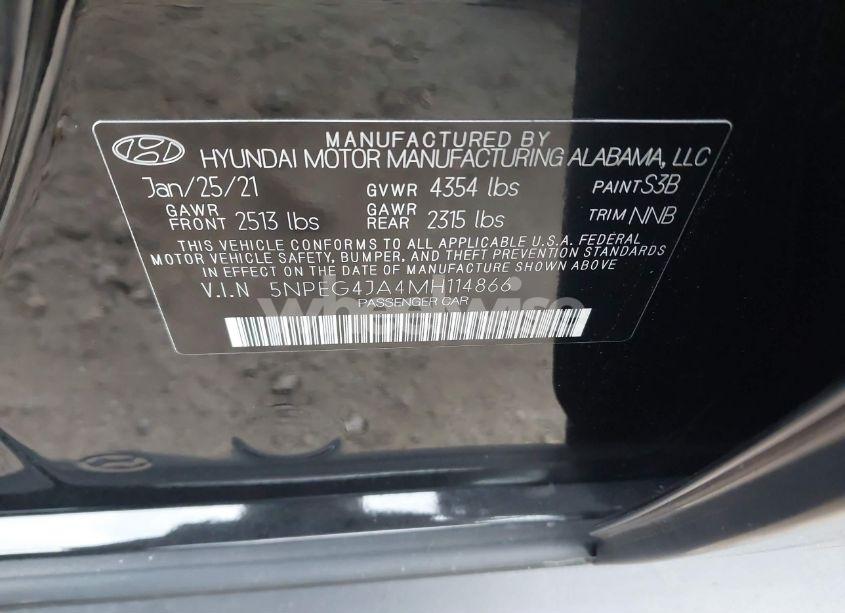 MANUFACTURED BY
HYUNDAI MOTOR MANUFACTURING ALABAMA, LLC
Jan/25/21 GVWR 4354 lbs PAINT S3B
GAWR FRONT 2513 lbs GAWR REAR 2315 lbs TRIM NNB
THIS VEHICLE CONFORMS TO ALL APPLICABLE U.S.A. FEDERAL
MOTOR VEHICLE SAFETY, BUMPER, AND THEFT PREVENTION STANDARDS
IN EFFECT ON THE DATE OF MANUFACTURE SHOWN ABOVE
V.I.N 5NPEG4JA4MH114866
PASSENGER CAR